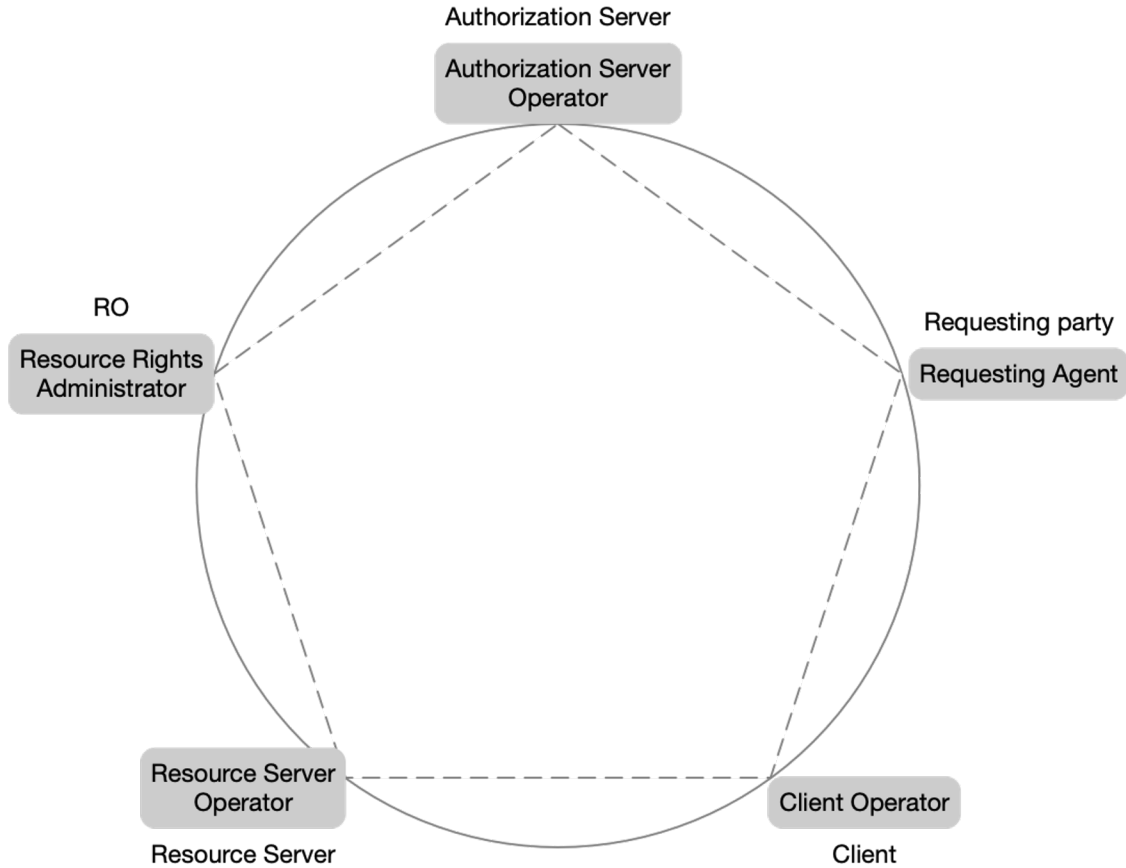 Authorization Server
Authorization Server
Operator
RO
Resource Rights
Administrator
Requesting party
Requesting Agent
Resource Server
Operator
Resource Server
Client Operator
Client